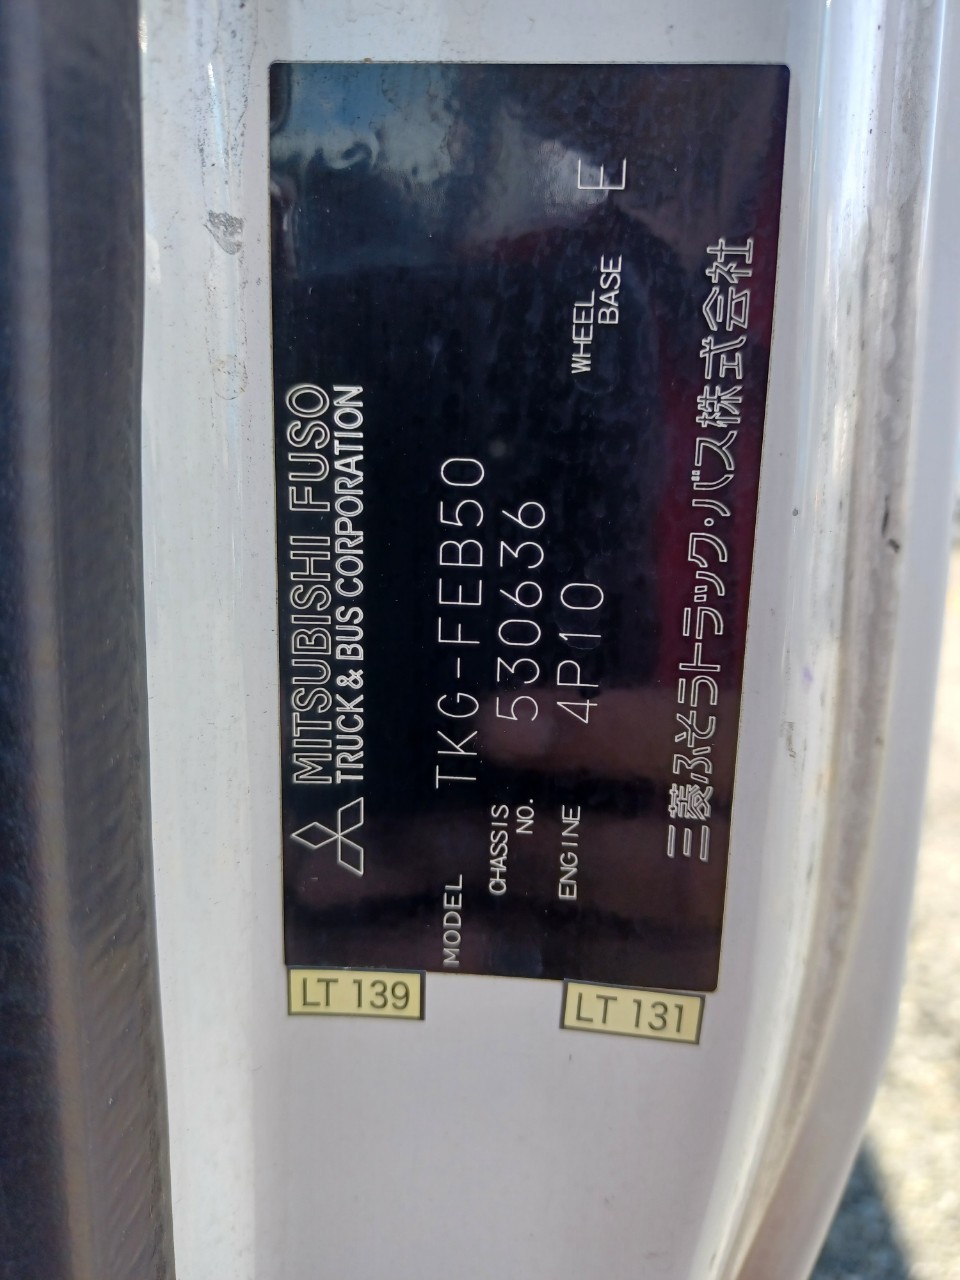 MITSUBISHI FUSO
TRUCK & BUS CORPORATION
MODEL TKG-FEB50
CHASSIS NO. 530636
ENGINE 4P10 WHEEL BASE E
三菱ふそうトラック・バス株式会社
LT 139
LT 131